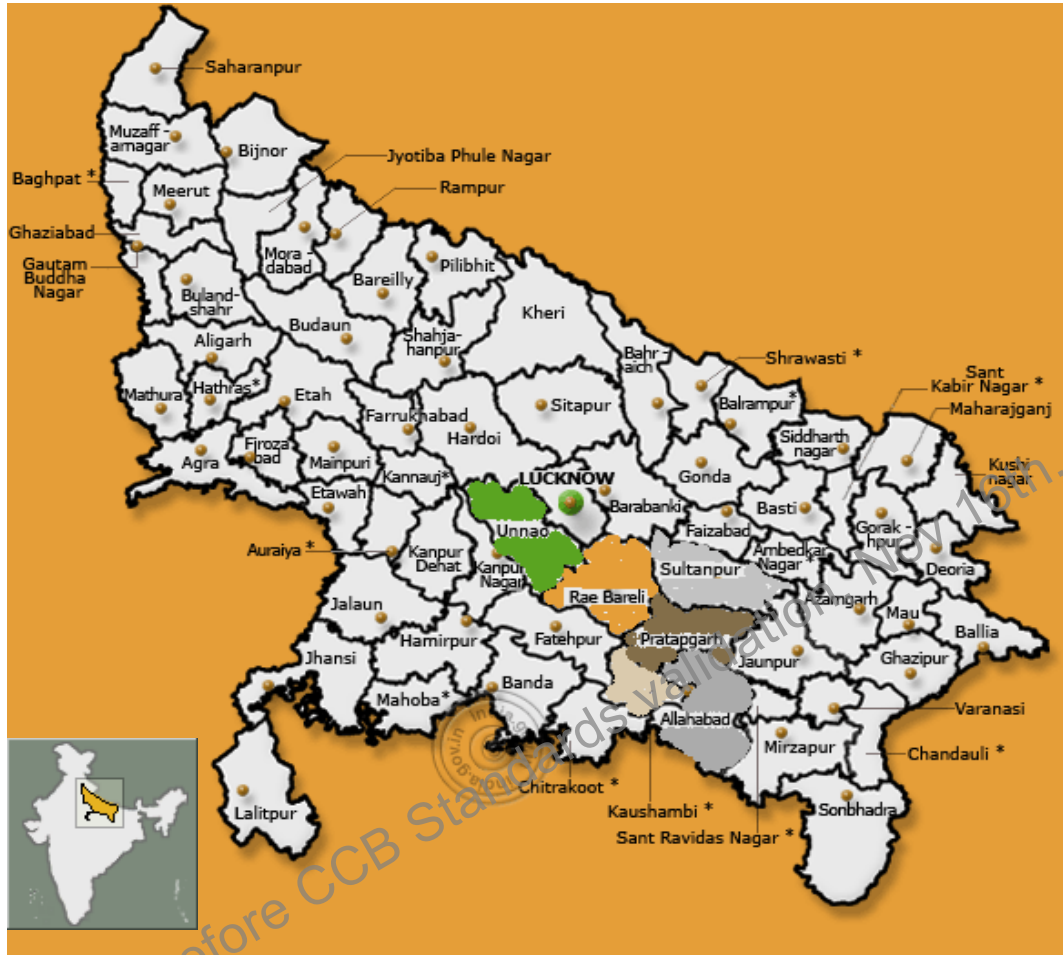 Saharanpur
Muzaff -
arnagar
Bijnor
Jyotiba Phule Nagar
Baghpat *
Meerut
Rampur
Ghaziabad
Gautam
Buddha
Nagar
Mora -
dabad
Pilibhit
Bareilly
Buland-
shahr
Kheri
Budaun
Shahja-
hanpur
Aligarh
Bahr -
aich
Shrawasti *
Sant
Kabir Nagar *
Mathura
Hathras*
Etah
Sitapur
Balrampur*
Maharajganj
Farrukhabad
Hardoi
Siddharth
nagar
Agra
Firoza
bad
Mainpuri
Kannauj*
Gonda
Kushi
nagar
LUCKNOW
Etawah
Barabanki
Basti
Faizabad
Gorak -
hpur
Unnao
Auraiya *
Kanpur
Dehat
Kanpur
Nagar
Ambedkar
Nagar *
Sultanpur
Deoria
Rae Bareli
Azamgarh
Mau
Jalaun
Ballia
Hamirpur
Fatehpur
Pratapgarh
Jaunpur
Ghazipur
Jhansi
Banda
Mahoba*
Allahabad
Varanasi
Mirzapur
Chandauli *
Chitrakoot *
Kaushambi *
Sonbhadra
Lalitpur
Sant Ravidas Nagar *
india.gov.in
efore CCB Standards validation, Nov 16th,